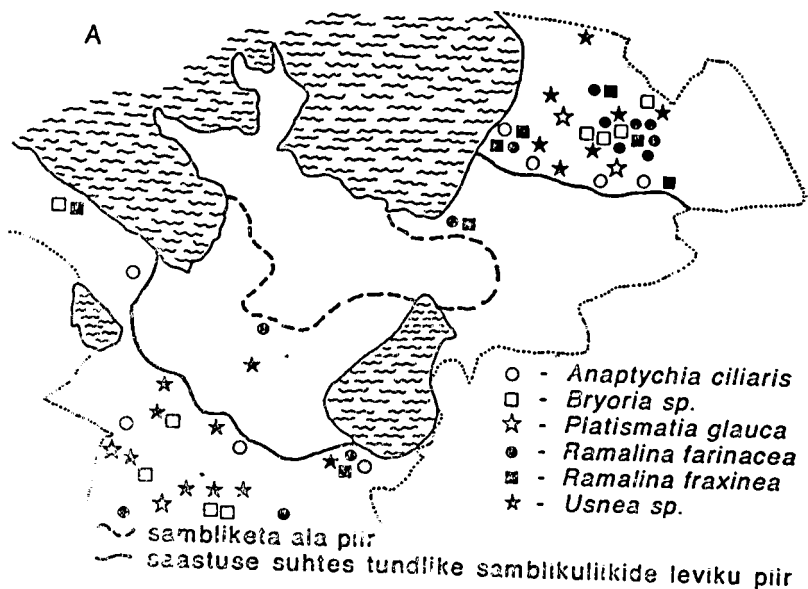 A
- Anaptychia ciliaris
- Bryoria sp.
- Platismatia glauca
- Ramalina farinacea
- Ramalina fraxinea
- Usnea sp.
- sambliketa ala piir
- saastuse suhtes tundlike samblikuliikide leviku piir